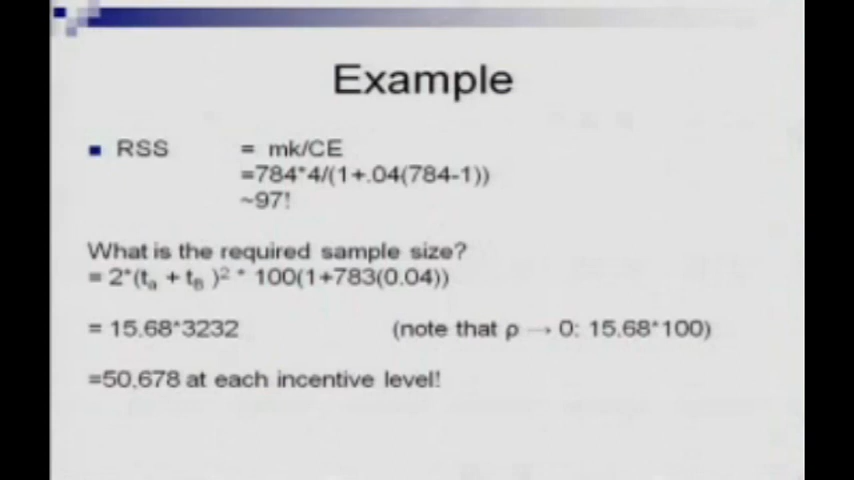 Example
RSS = mk/CE
=784*4/(1+.04(784-1))
~97!
What is the required sample size?
= 2*(tₐ + t_B )² * 100(1+783(0.04))
= 15.68*3232 (note that ρ → 0: 15.68*100)
=50,678 at each incentive level!